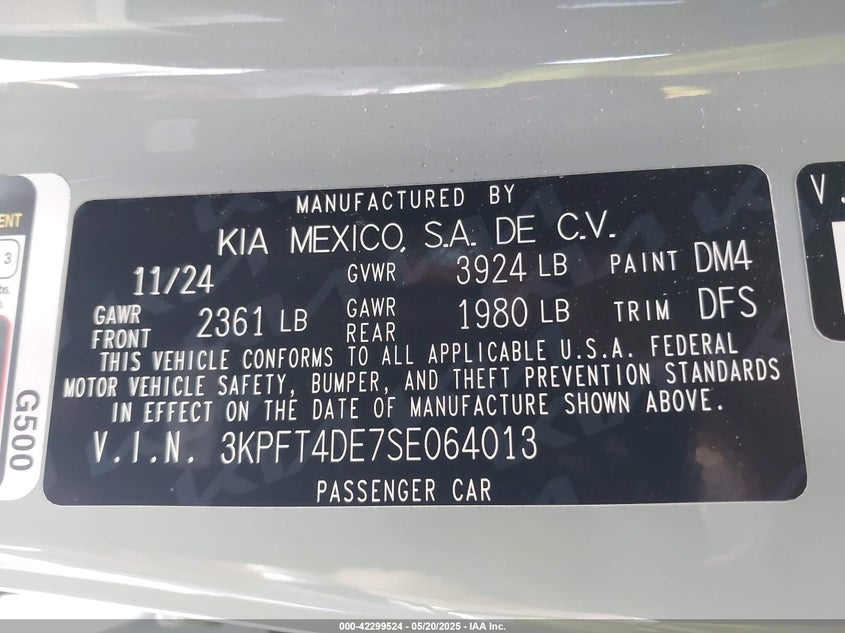 MANUFACTURED BY
KIA MEXICO, S.A. DE C.V.
11/24 GVWR 3924 LB PAINT DM4
GAWR FRONT 2361 LB GAWR REAR 1980 LB TRIM DFS
THIS VEHICLE CONFORMS TO ALL APPLICABLE U.S.A. FEDERAL
MOTOR VEHICLE SAFETY, BUMPER, AND THEFT PREVENTION STANDARDS
IN EFFECT ON THE DATE OF MANUFACTURE SHOWN ABOVE.
V.I.N. 3KPFT4DE7SE064013
PASSENGER CAR
3
G500
V.
000-42299524 - 05/20/2025 - IAA Inc.